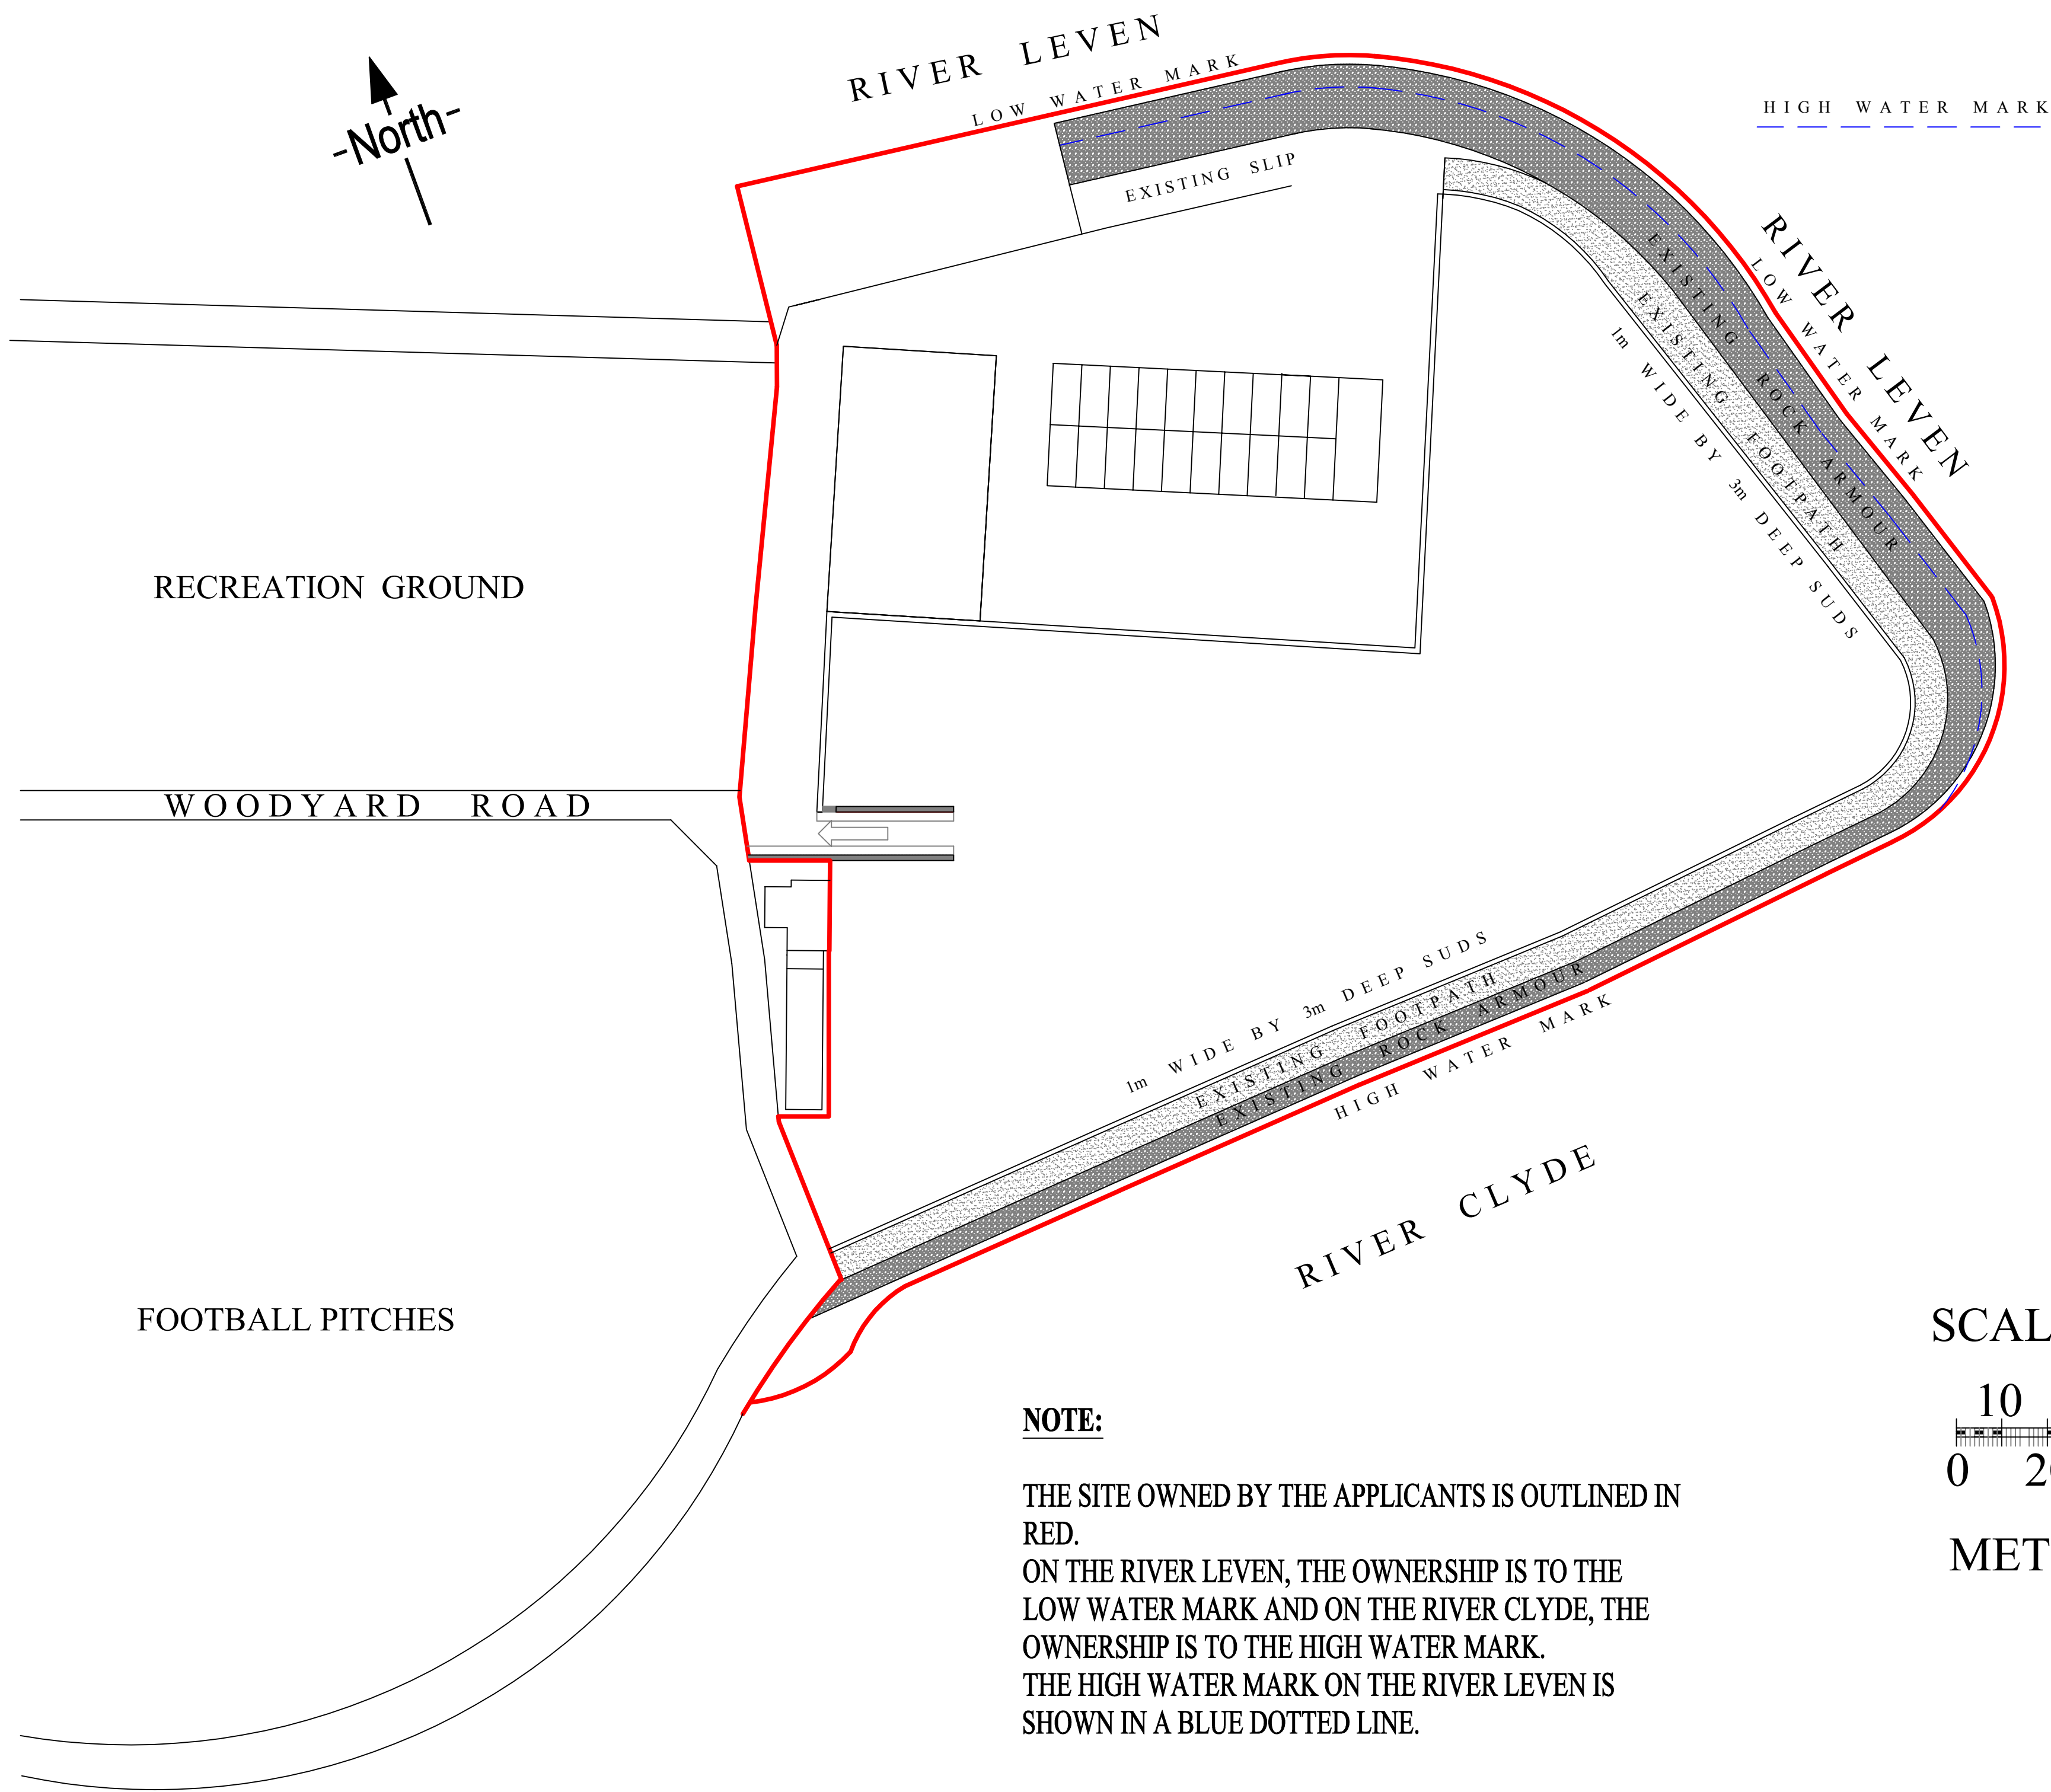 RIVER LEVEN
LOW WATER MARK
HIGH WATER MARK
-North-
EXISTING SLIP
RIVER LEVEN
LOW WATER MARK
EXISTING ROCK ARMOUR
EXISTING FOOTPATH
1m WIDE BY 3m DEEP SUDS
RECREATION GROUND
WOODYARD ROAD
1m WIDE BY 3m DEEP SUDS
EXISTING FOOTPATH
EXISTING ROCK ARMOUR
HIGH WATER MARK
RIVER CLYDE
FOOTBALL PITCHES
SCAL
10
0
MET
NOTE:
THE SITE OWNED BY THE APPLICANTS IS OUTLINED IN
RED.
ON THE RIVER LEVEN, THE OWNERSHIP IS TO THE
LOW WATER MARK AND ON THE RIVER CLYDE, THE
OWNERSHIP IS TO THE HIGH WATER MARK.
THE HIGH WATER MARK ON THE RIVER LEVEN IS
SHOWN IN A BLUE DOTTED LINE.